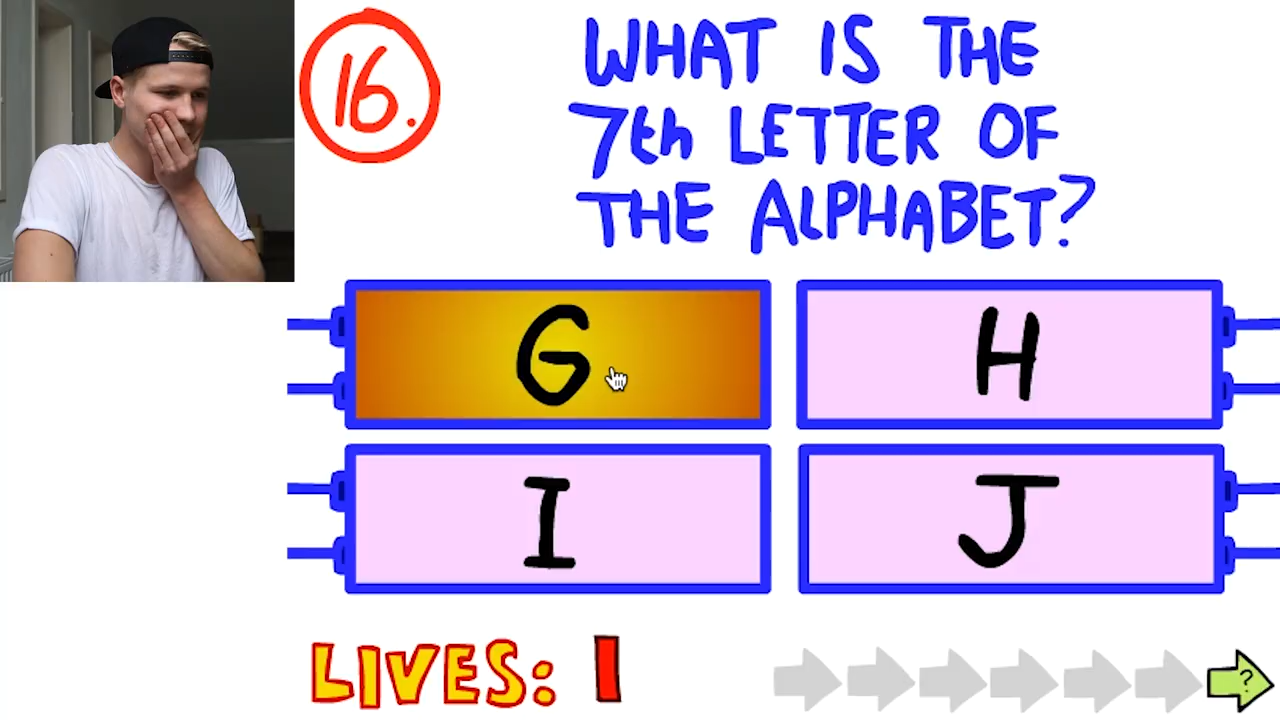 16.
WHAT IS THE
7th LETTER OF
THE ALPHABET?
G
H
I
J
LIVES: 1
?